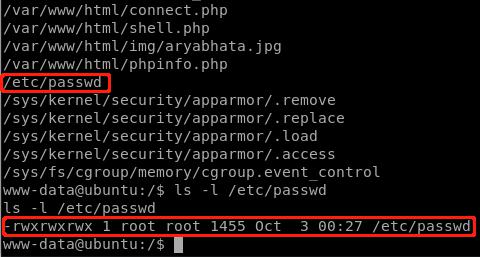 /var/www/html/connect.php
/var/www/html/shell.php
/var/www/html/img/aryabhata.jpg
/var/www/html/phpinfo.php
/etc/passwd
/sys/kernel/security/apparmor/.remove
/sys/kernel/security/apparmor/.replace
/sys/kernel/security/apparmor/.load
/sys/kernel/security/apparmor/.access
/sys/fs/cgroup/memory/cgroup.event_control
www-data@ubuntu:/$ ls -l /etc/passwd
ls -l /etc/passwd
-rwxrwxrwx 1 root root 1455 Oct  3 00:27 /etc/passwd
www-data@ubuntu:/$